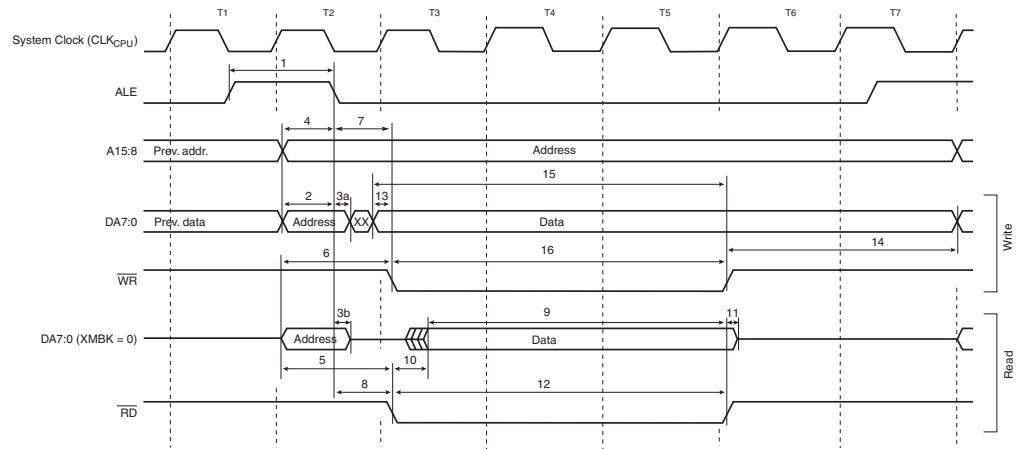 T1 T2 T3 T4 T5 T6 T7
System Clock (CLKCPU)
1
ALE
4 7
A15:8 Prev. addr. Address
15
2 3a 13
DA7:0 Prev. data Address XX Data
Write
14
6 16
WR
3b 9 11
DA7:0 (XMBK = 0) Address Data
Read
5 10
8 12
RD